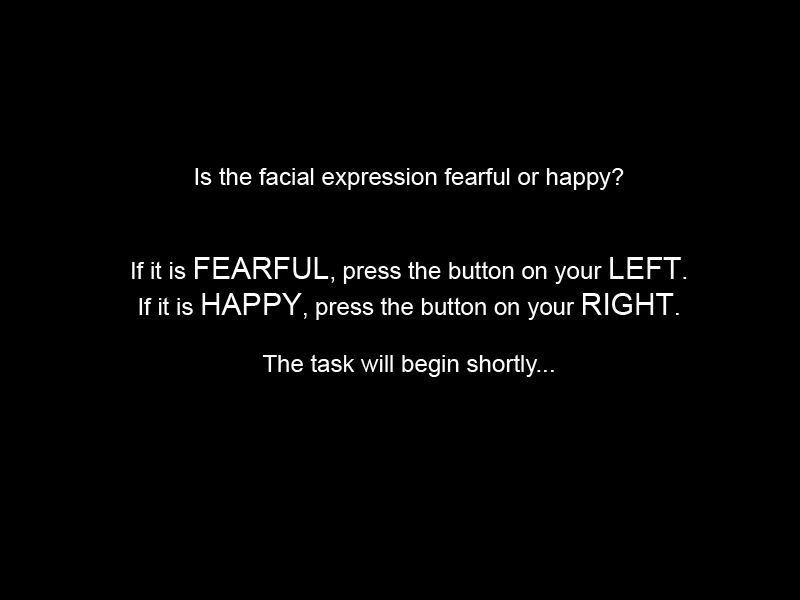 Is the facial expression fearful or happy?
If it is FEARFUL, press the button on your LEFT.
If it is HAPPY, press the button on your RIGHT.
The task will begin shortly...